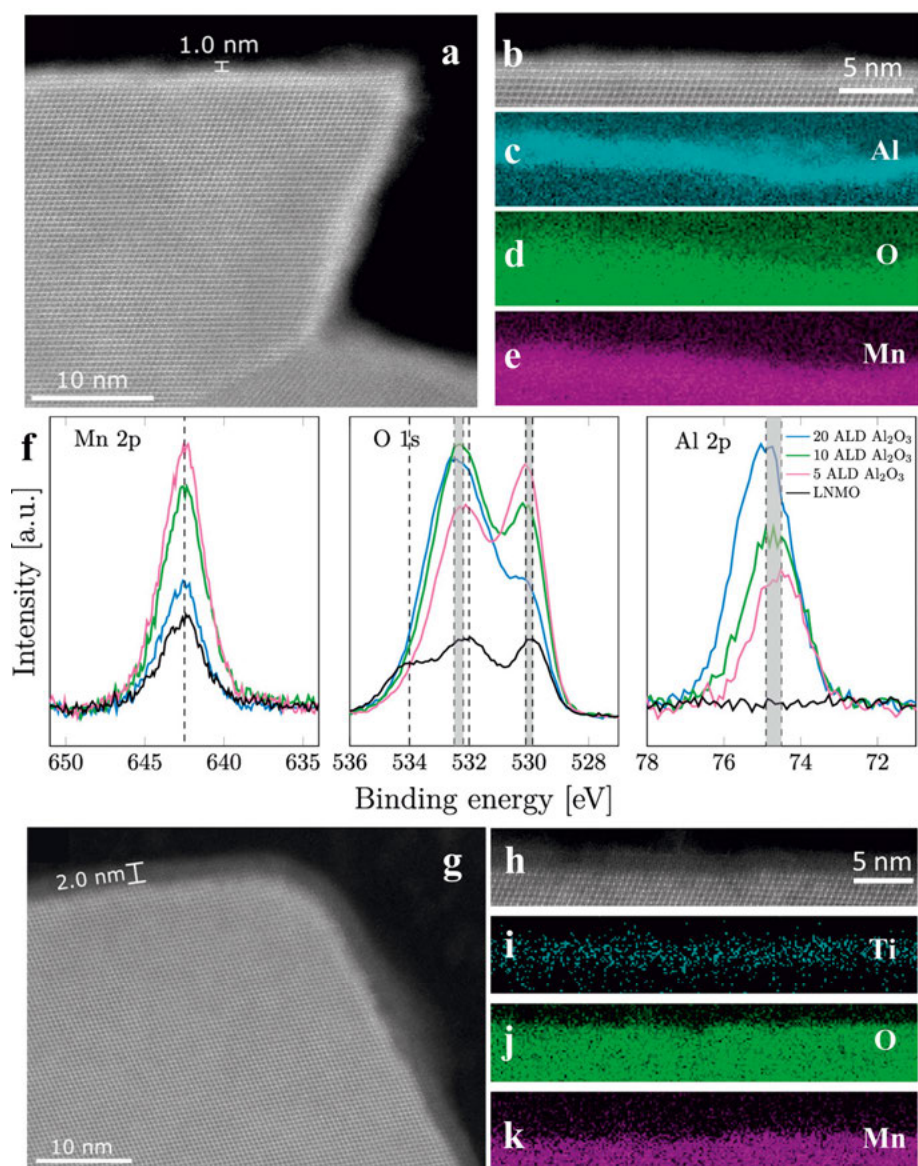 1.0 nm
a
10 nm
b
5 nm
c
Al
d
O
e
Mn
f
Mn 2p
O 1s
Al 2p
20 ALD Al₂O₃
10 ALD Al₂O₃
5 ALD Al₂O₃
LNMO
Intensity [a.u.]
650 645 640 635
536 534 532 530 528
78 76 74 72
Binding energy [eV]
2.0 nm
g
10 nm
h
5 nm
i
Ti
j
O
k
Mn